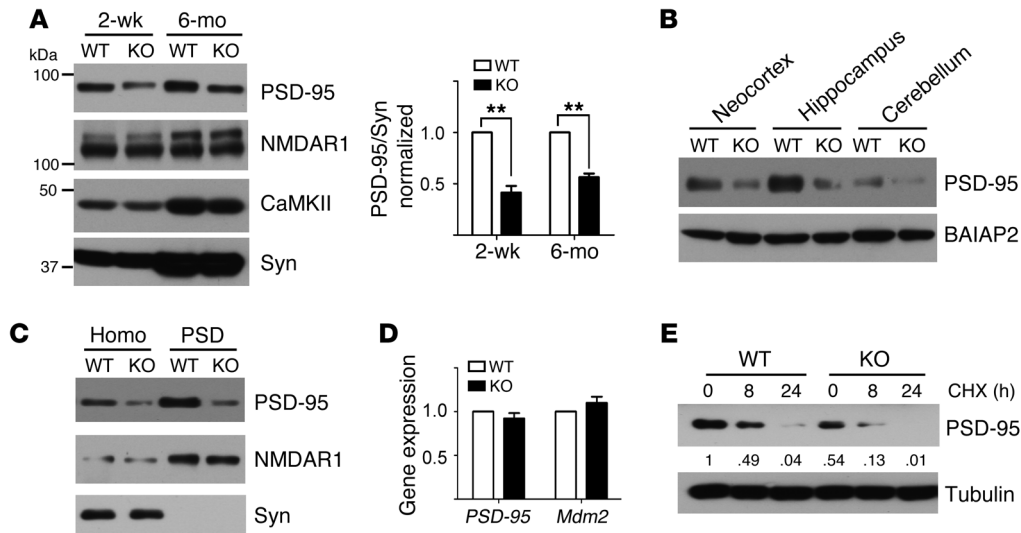 A
2-wk 6-mo
kDa WT KO WT KO
100
PSD-95
NMDAR1
100
50
CaMKII
37
Syn
WT
KO
** **
PSD-95/Syn
normalized
1.0
0.5
2-wk 6-mo
B
Neocortex Hippocampus Cerebellum
WT KO WT KO WT KO
PSD-95
BAIAP2
C
Homo PSD
WT KO WT KO
PSD-95
NMDAR1
Syn
D
WT
KO
Gene expression
1.0
0.5
PSD-95 Mdm2
E
WT KO
0 8 24 0 8 24 CHX (h)
PSD-95
1 .49 .04 .54 .13 .01
Tubulin